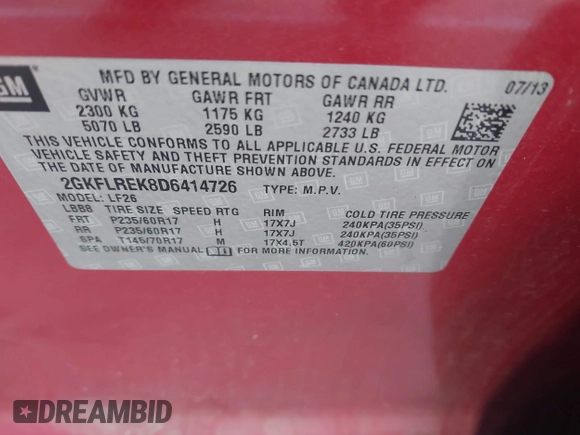 GM
MFD BY GENERAL MOTORS OF CANADA LTD. 07/13
GVWR GAWR FRT GAWR RR
2300 KG 1175 KG 1240 KG
5070 LB 2590 LB 2733 LB
THIS VEHICLE CONFORMS TO ALL APPLICABLE U.S. FEDERAL MOTOR
VEHICLE SAFETY AND THEFT PREVENTION STANDARDS IN EFFECT ON
THE DATE OF MANUFACTURE SHOWN ABOVE.
2GKFLREK8D6414726 TYPE: M.P.V.
MODEL: LF26
LBB8 TIRE SIZE SPEED RTG RIM COLD TIRE PRESSURE
FRT P235/60R17 H 17X7J 240KPA(35PSI)
RR P235/60R17 H 17X7J 240KPA(35PSI)
SPA T145/70R17 M 17X4.5T 420KPA(60PSI)
SEE OWNER'S MANUAL FOR MORE INFORMATION.
DREAMBID